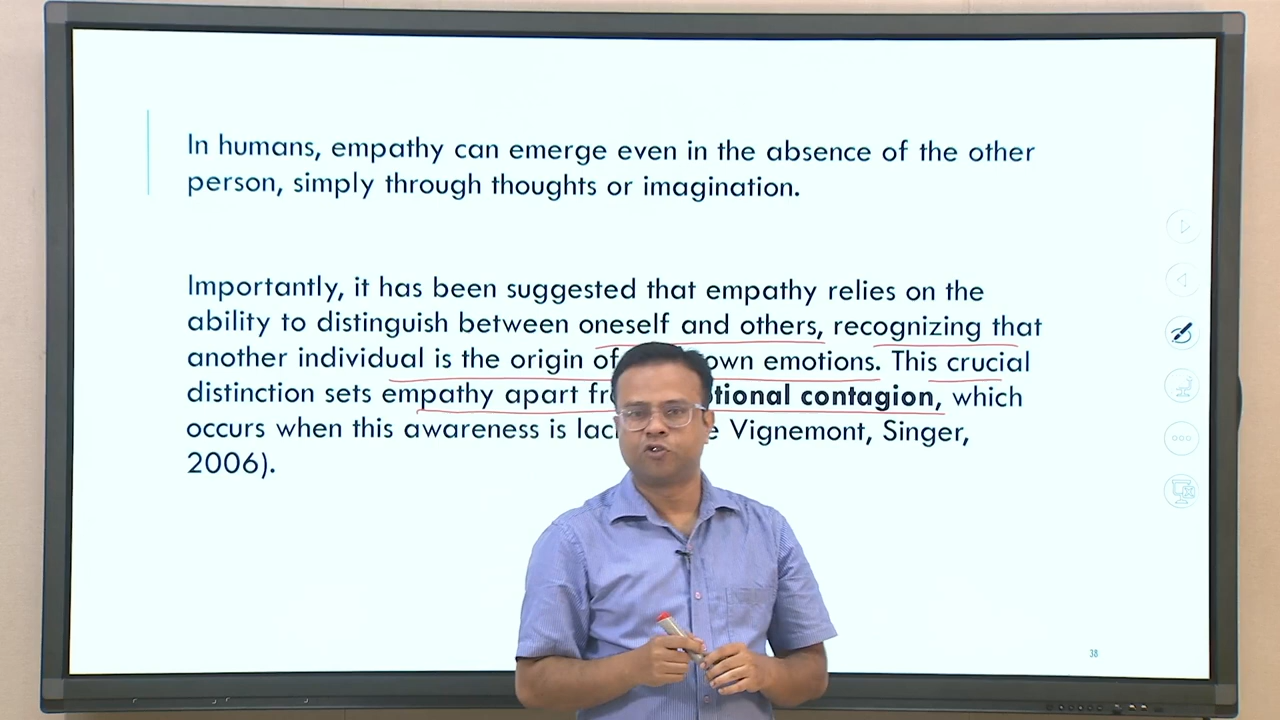 In humans, empathy can emerge even in the absence of the other
person, simply through thoughts or imagination.
Importantly, it has been suggested that empathy relies on the
ability to distinguish between oneself and others, recognizing that
another individual is the origin of own emotions. This crucial
distinction sets empathy apart contagion, which
occurs when this awareness is Vignemont, Singer,
2006).
38